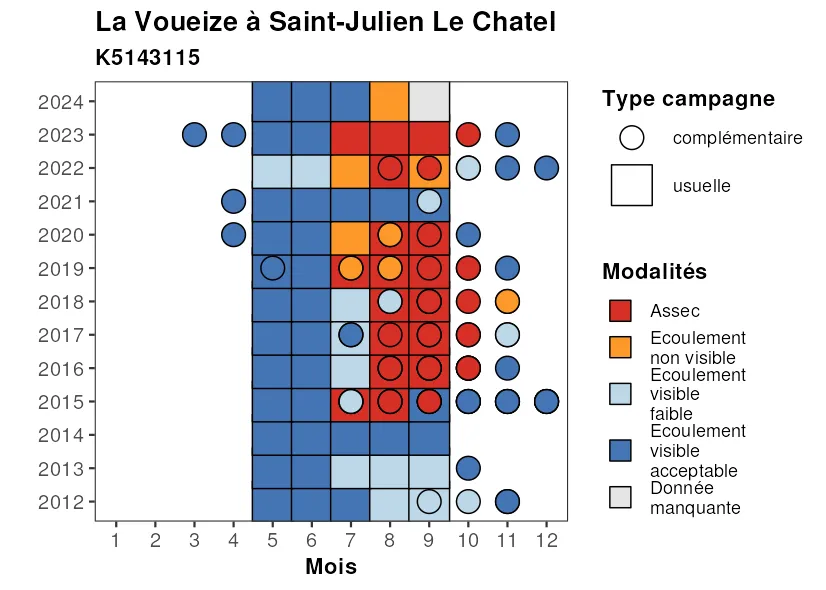 La Voueize à Saint-Julien Le Chatel
K5143115
2024
2023
2022
2021
2020
2019
2018
2017
2016
2015
2014
2013
2012
1 2 3 4 5 6 7 8 9 10 11 12
Mois
Type campagne
complémentaire
usuelle
Modalités
Assec
Ecoulement
non visible
Ecoulement
visible
faible
Ecoulement
visible
acceptable
Donnée
manquante